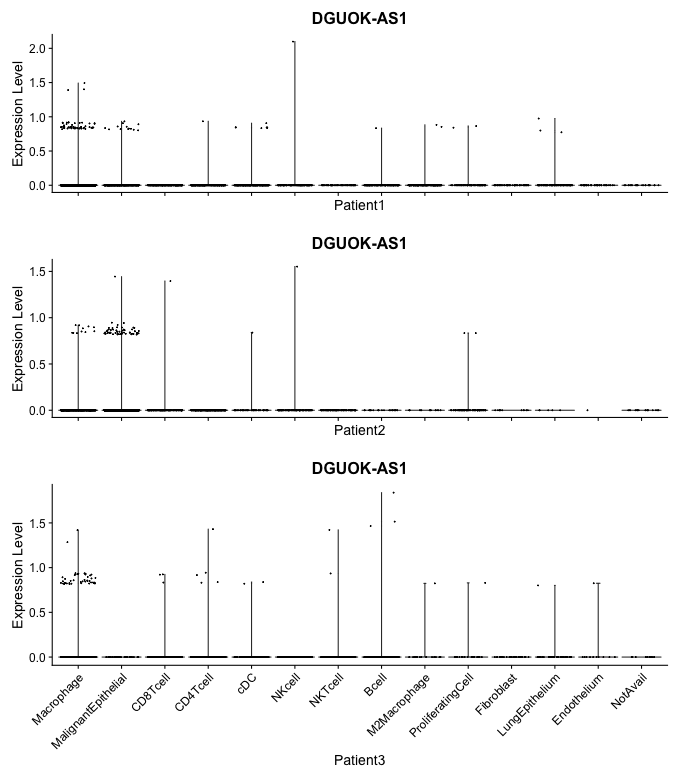 DGUOK-AS1
Expression Level
2.0
1.5
1.0
0.5
0.0
Patient1
DGUOK-AS1
Expression Level
1.5
1.0
0.5
0.0
Patient2
DGUOK-AS1
Expression Level
1.5
1.0
0.5
0.0
Macrophage
MalignantEpithelial
CD8Tcell
CD4Tcell
cDC
NKcell
NKTcell
Bcell
M2Macrophage
ProliferatingCell
Fibroblast
LungEpithelium
Endothelium
NotAvail
Patient3